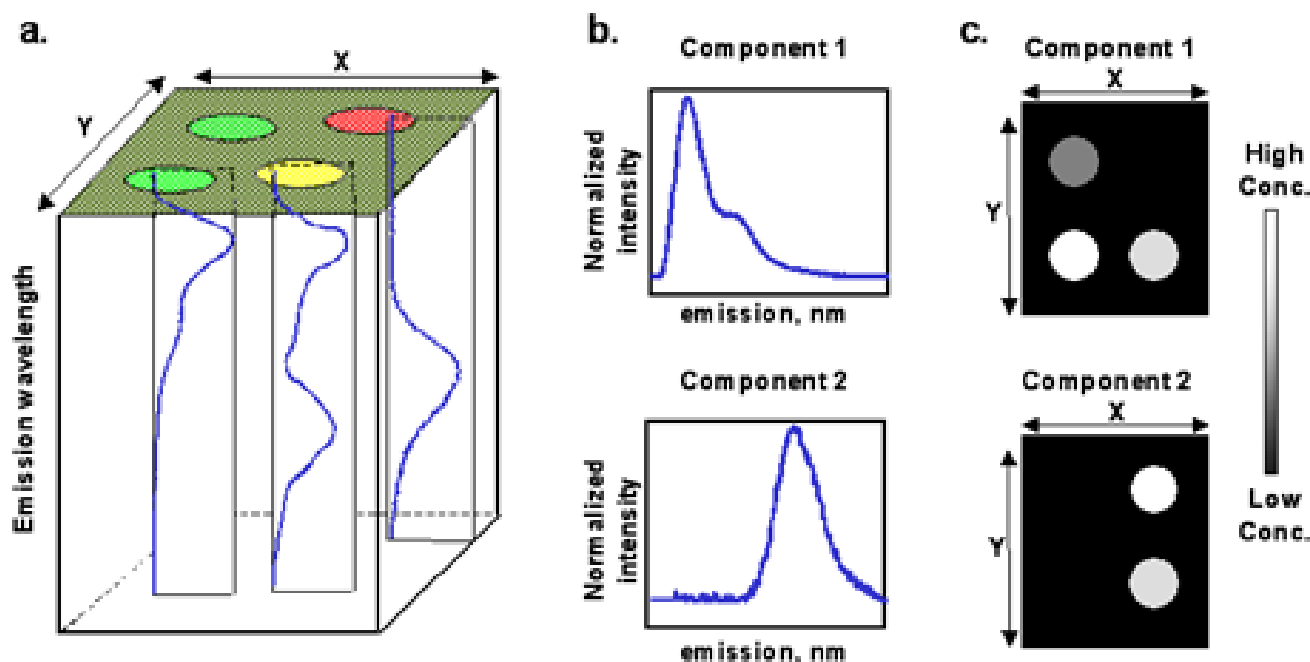 a.
X
Y
Emission wavelength
b.
Component 1
Normalized
intensity
emission, nm
Component 2
Normalized
intensity
emission, nm
c.
Component 1
X
Y
Component 2
X
Y
High
Conc.
Low
Conc.